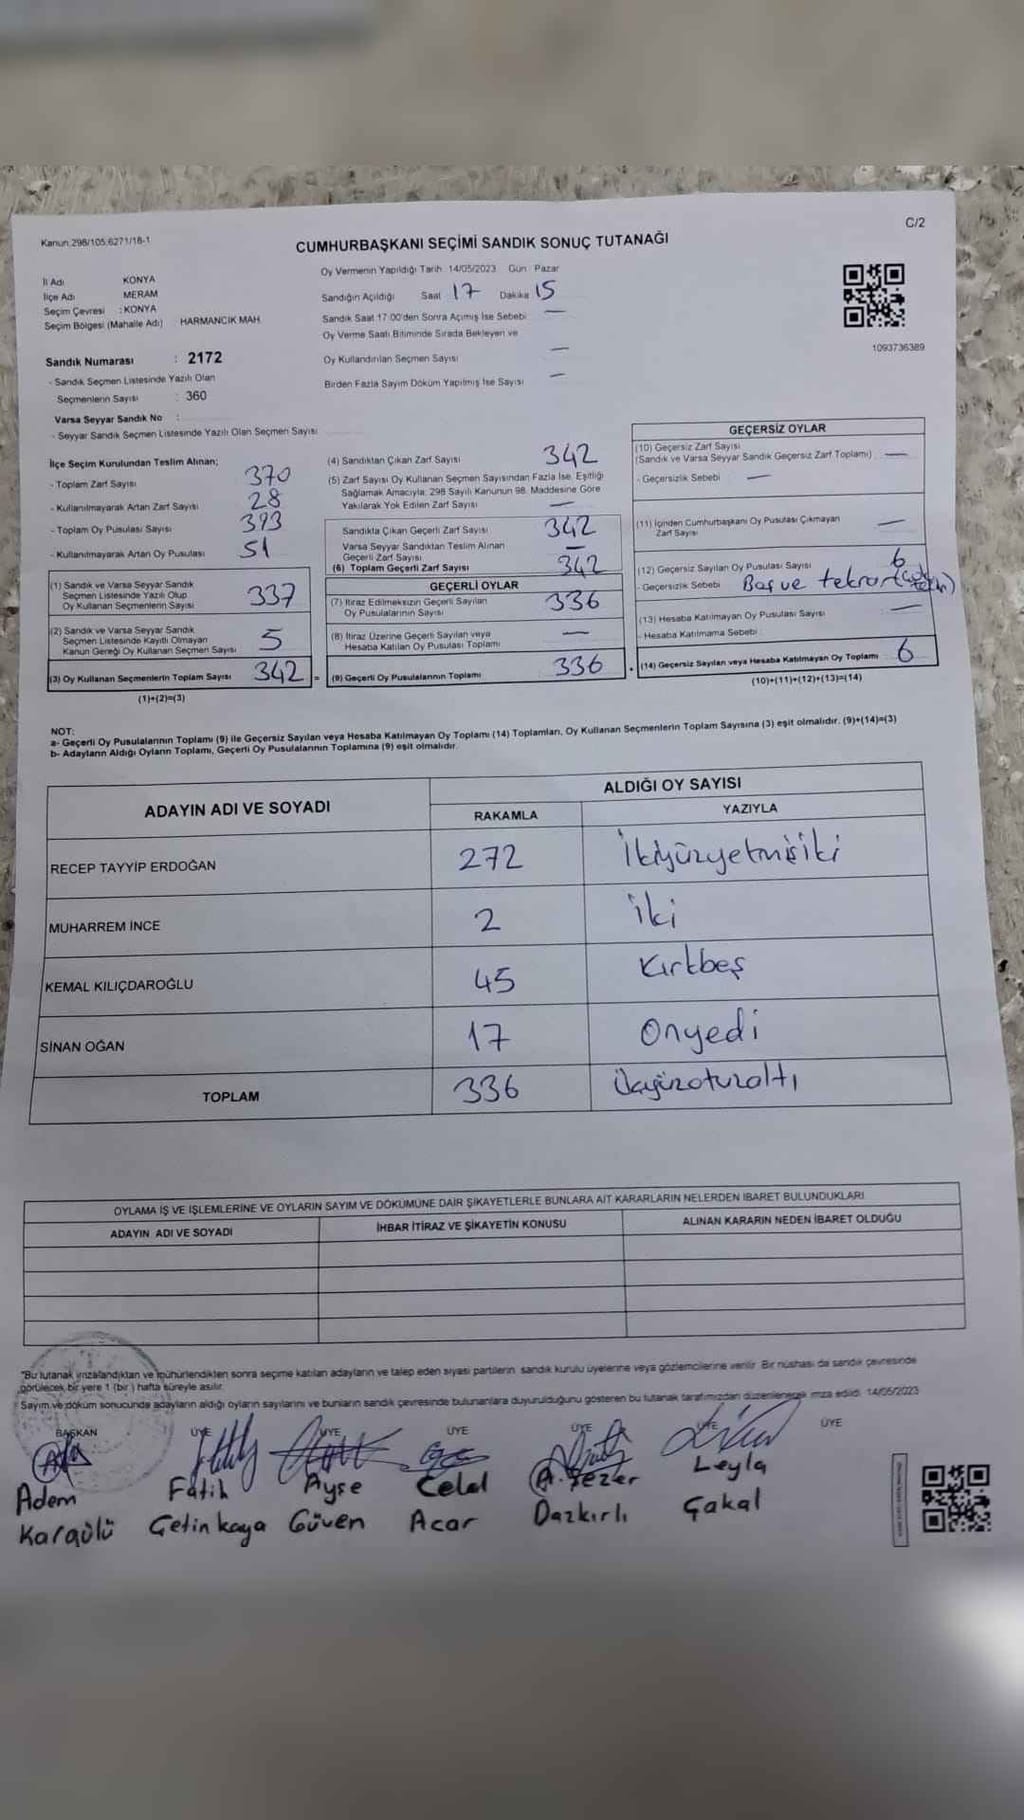 Kanun:298/105;6271/18-1
C/2
CUMHURBAŞKANI SEÇİMİ SANDIK SONUÇ TUTANAĞI
İl Adı KONYA
İlçe Adı MERAM
Seçim Çevresi : KONYA
Seçim Bölgesi (Mahalle Adı) HARMANCIK MAH.
Sandık Numarası : 2172
- Sandık Seçmen Listesinde Yazılı Olan
Seçmenlerin Sayısı : 360
Varsa Seyyar Sandık No :
- Seyyar Sandık Seçmen Listesinde Yazılı Olan Seçmen Sayısı
Oy Vermenin Yapıldığı Tarih 14/05/2023 Gün Pazar
Sandığın Açıldığı Saat 17 Dakika 15
Sandık Saat 17:00'den Sonra Açımış İse Sebebi —
Oy Verme Saati Bitiminde Sırada Bekleyen ve
Oy Kullandırılan Seçmen Sayısı —
Birden Fazla Sayım Döküm Yapılmış İse Sayısı —
1093736389
İlçe Seçim Kurulundan Teslim Alınan;
- Toplam Zarf Sayısı 370
- Kullanılmayarak Artan Zarf Sayısı 28
- Toplam Oy Pusulası Sayısı 393
- Kullanılmayarak Artan Oy Pusulası 51
(1) Sandık ve Varsa Seyyar Sandık
Seçmen Listesinde Yazılı Olup
Oy Kullanan Seçmenlerin Sayısı 337
(2) Sandık ve Varsa Seyyar Sandık
Seçmen Listesinde Kayıtlı Olmayan
Kanun Gereği Oy Kullanan Seçmen Sayısı 5
(3) Oy Kullanan Seçmenlerin Toplam Sayısı 342 =
(1)+(2)=(3)
(4) Sandıktan Çıkan Zarf Sayısı 342
(5) Zarf Sayısı Oy Kullanan Seçmen Sayısından Fazla İse, Eşitliği
Sağlamak Amacıyla, 298 Sayılı Kanunun 98. Maddesine Göre
Yakılarak Yok Edilen Zarf Sayısı —
Sandıkta Çıkan Geçerli Zarf Sayısı 342
Varsa Seyyar Sandıktan Teslim Alınan
Geçerli Zarf Sayısı —
(6) Toplam Geçerli Zarf Sayısı 342
GEÇERLİ OYLAR
(7) İtiraz Edilmeksizin Geçerli Sayılan
Oy Pusulalarının Sayısı 336
(8) İtiraz Üzerine Geçerli Sayılan veya
Hesaba Katılan Oy Pusulası Toplamı —
(9) Geçerli Oy Pusulalarının Toplamı 336 +
GEÇERSİZ OYLAR
(10) Geçersiz Zarf Sayısı
(Sandık ve Varsa Seyyar Sandık Geçersiz Zarf Toplamı) —
- Geçersizlik Sebebi —
(11) İçinden Cumhurbaşkanı Oy Pusulası Çıkmayan
Zarf Sayısı —
(12) Geçersiz Sayılan Oy Pusulası Sayısı 6
- Geçersizlik Sebebi Boş ve tekrar
(13) Hesaba Katılmayan Oy Pusulası Sayısı —
- Hesaba Katılmama Sebebi
(14) Geçersiz Sayılan veya Hesaba Katılmayan Oy Toplamı 6
(10)+(11)+(12)+(13)=(14)
NOT:
a- Geçerli Oy Pusulalarının Toplamı (9) ile Geçersiz Sayılan veya Hesaba Katılmayan Oy Toplamı (14) Toplamları, Oy Kullanan Seçmenlerin Toplam Sayısına (3) eşit olmalıdır. (9)+(14)=(3)
b- Adayların Aldığı Oyların Toplamı, Geçerli Oy Pusulalarının Toplamına (9) eşit olmalıdır.
ADAYIN ADI VE SOYADI
ALDIĞI OY SAYISI
RAKAMLA YAZIYLA
RECEP TAYYİP ERDOĞAN 272 İkiyüzyetmişiki
MUHARREM İNCE 2 iki
KEMAL KILIÇDAROĞLU 45 Kırkbeş
SİNAN OĞAN 17 Onyedi
TOPLAM 336 Üçyüzotuzaltı
OYLAMA İŞ VE İŞLEMLERİNE VE OYLARIN SAYIM VE DÖKÜMÜNE DAİR ŞİKAYETLERLE BUNLARA AİT KARARLARIN NELERDEN İBARET BULUNDUKLARI
ADAYIN ADI VE SOYADI İHBAR İTİRAZ VE ŞİKAYETİN KONUSU ALINAN KARARIN NEDEN İBARET OLDUĞU
"Bu tutanak imzalandıktan ve mühürlendikten sonra seçime katılan adayların ve talep eden siyasi partilerin sandık kurulu üyelerine veya gözlemcilerine verilir. Bir nüshası da sandık çevresinde
görülecek bir yere 1 (bir) hafta süreyle asılır.
Sayım ve döküm sonucunda adayların aldığı oyların sayılarını ve bunların sandık çevresinde bulunanlara duyurulduğunu gösteren bu tutanak tarafımızdan düzenlenerek imza edildi. 14/05/2023
BAŞKAN ÜYE ÜYE ÜYE ÜYE ÜYE ÜYE
Adem Fatih Ayşe Celal A. Sezer Leyla
Kargülü Çetinkaya Güven Acar Dazkırlı Çakal